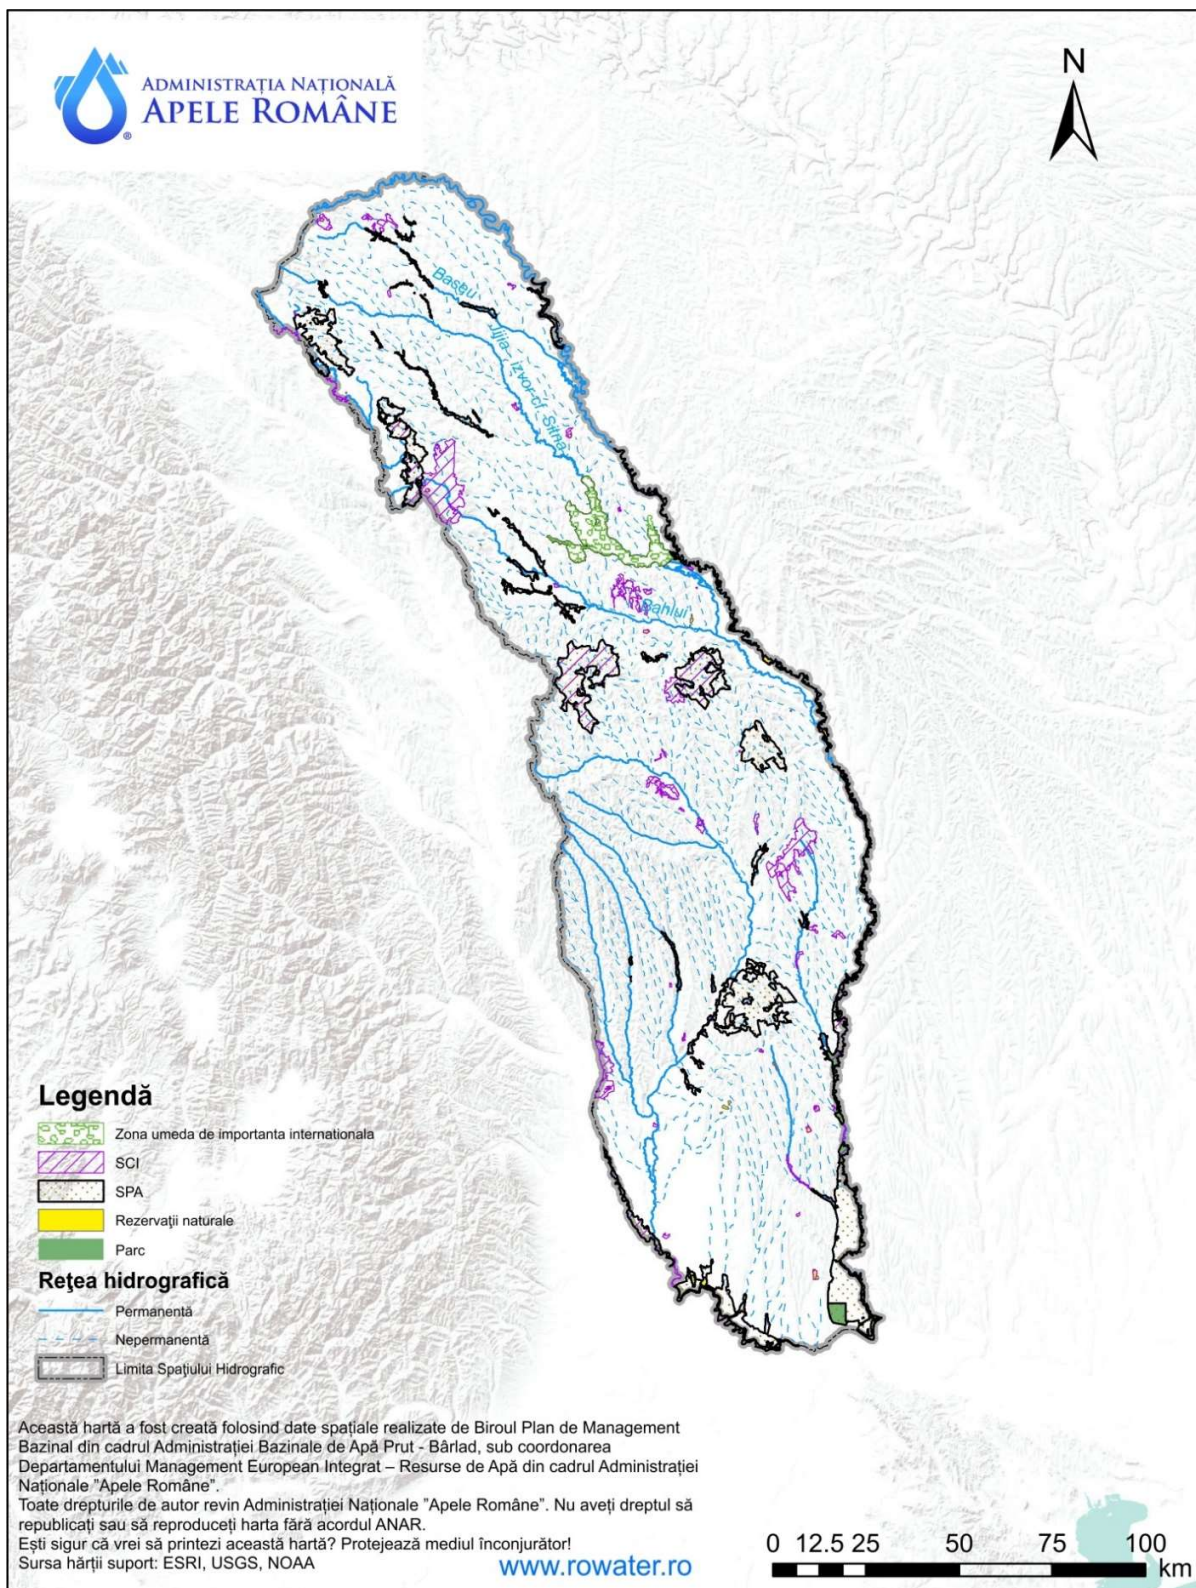 ADMINISTRAȚIA NAȚIONALĂ
APELE ROMÂNE
®
N
Bașeu
Jijia- izvor-cf. Sitna
Bahlui
Legendă
Zona umeda de importanta internationala
SCI
SPA
Rezervaţii naturale
Parc
Reţea hidrografică
Permanentă
Nepermanentă
Limita Spaţiului Hidrografic
Această hartă a fost creată folosind date spațiale realizate de Biroul Plan de Management
Bazinal din cadrul Administrației Bazinale de Apă Prut - Bârlad, sub coordonarea
Departamentului Management European Integrat – Resurse de Apă din cadrul Administrației
Naționale "Apele Române".
Toate drepturile de autor revin Administrației Naționale "Apele Române". Nu aveți dreptul să
republicați sau să reproduceți harta fără acordul ANAR.
Ești sigur că vrei să printezi această hartă? Protejează mediul înconjurător!
Sursa hărții suport: ESRI, USGS, NOAA
www.rowater.ro
0 12.5 25 50 75 100
km